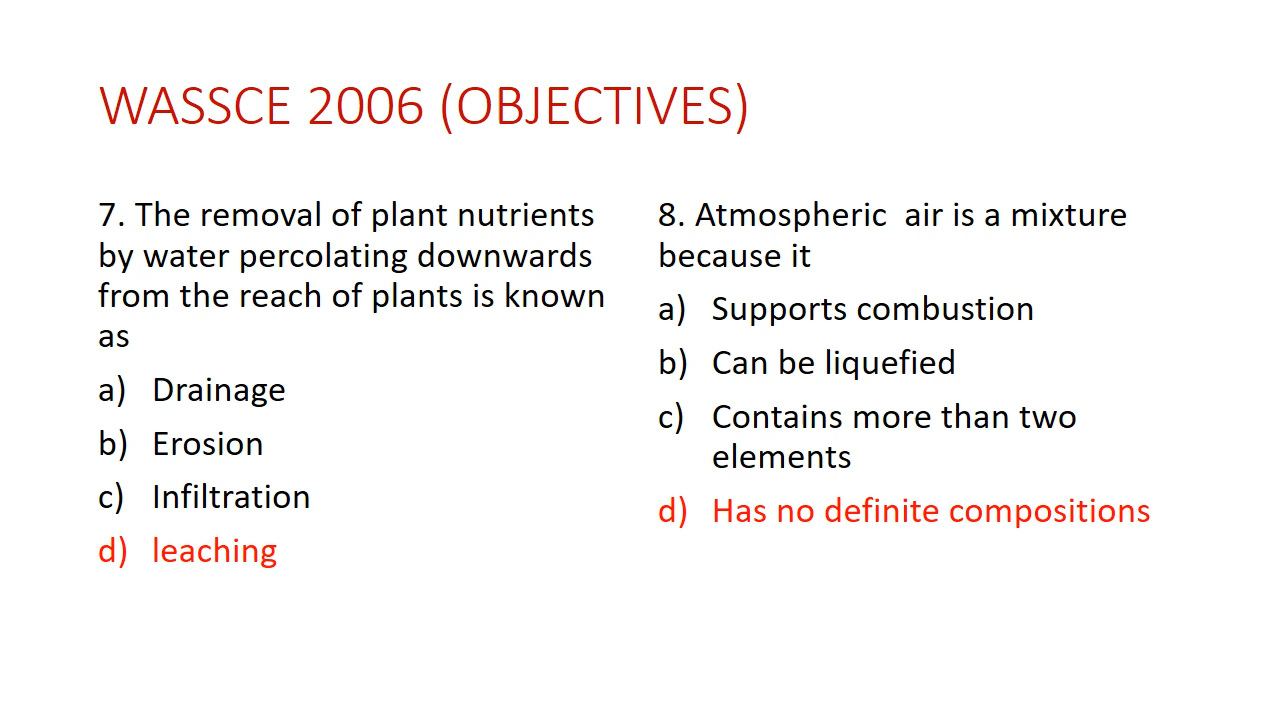 WASSCE 2006 (OBJECTIVES)
7. The removal of plant nutrients
by water percolating downwards
from the reach of plants is known
as
a) Drainage
b) Erosion
c) Infiltration
d) leaching
8. Atmospheric  air is a mixture
because it
a) Supports combustion
b) Can be liquefied
c) Contains more than two
elements
d) Has no definite compositions